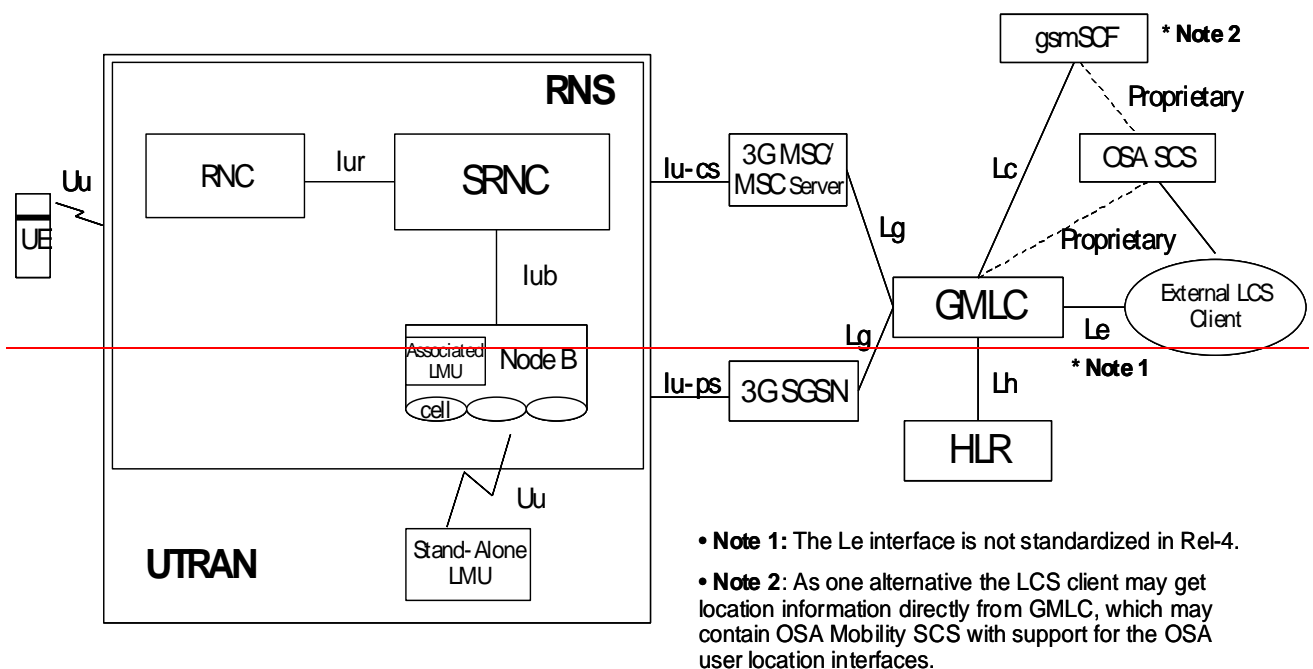 gsmSCF
* Note 2
RNS
Proprietary
RNC
Iur
SRNC
Iu-cs
3G MSC/
MSC Server
Lc
OSA SCS
Uu
UE
Lg
Proprietary
Iub
GMLC
External LCS
Client
Le
Associated
LMU
Node B
Lg
* Note 1
cell
Iu-ps
3G SGSN
Lh
HLR
Uu
Stand-Alone
LMU
UTRAN
• Note 1: The Le interface is not standardized in Rel-4.
• Note 2: As one alternative the LCS client may get
location information directly from GMLC, which may
contain OSA Mobility SCS with support for the OSA
user location interfaces.